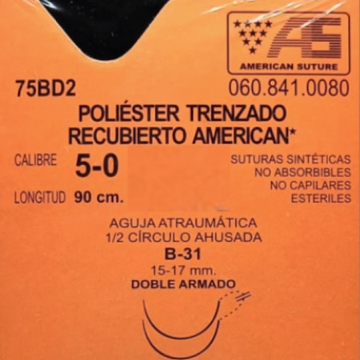 AS
AMERICAN SUTURE
75BD2
060.841.0080
POLIÉSTER TRENZADO
RECUBIERTO AMERICAN*
CALIBRE 5-0
LONGITUD 90 cm.
SUTURAS SINTÉTICAS
NO ABSORBIBLES
NO CAPILARES
ESTERILES
AGUJA ATRAUMÁTICA
1/2 CÍRCULO AHUSADA
B-31
15-17 mm.
DOBLE ARMADO